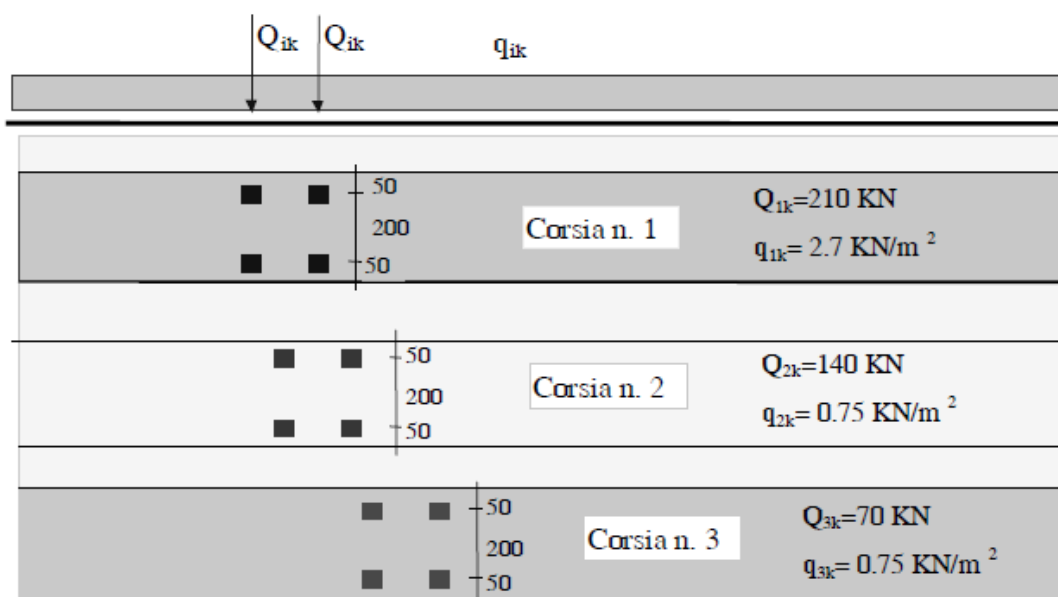 Qik Qik qik
50
200
50
Corsia n. 1
Q1k=210 KN
q1k= 2.7 KN/m 2
50
200
50
Corsia n. 2
Q2k=140 KN
q2k= 0.75 KN/m 2
50
200
50
Corsia n. 3
Q3k=70 KN
q3k= 0.75 KN/m 2